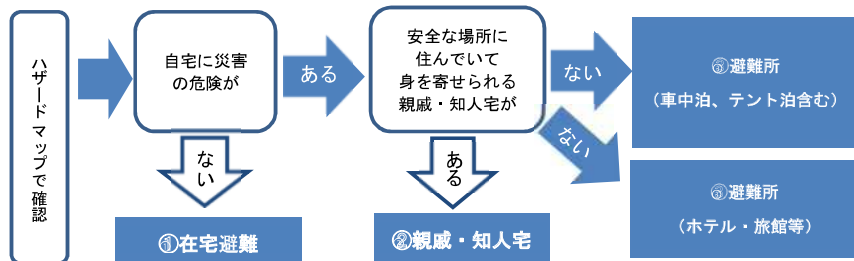 ハザードマップで確認
自宅に災害
の危険が
ある
安全な場所に
住んでいて
身を寄せられる
親戚・知人宅が
ない
③避難所
（車中泊、テント泊含む）
ない
③避難所
（ホテル・旅館等）
ない
①在宅避難
ある
②親戚・知人宅